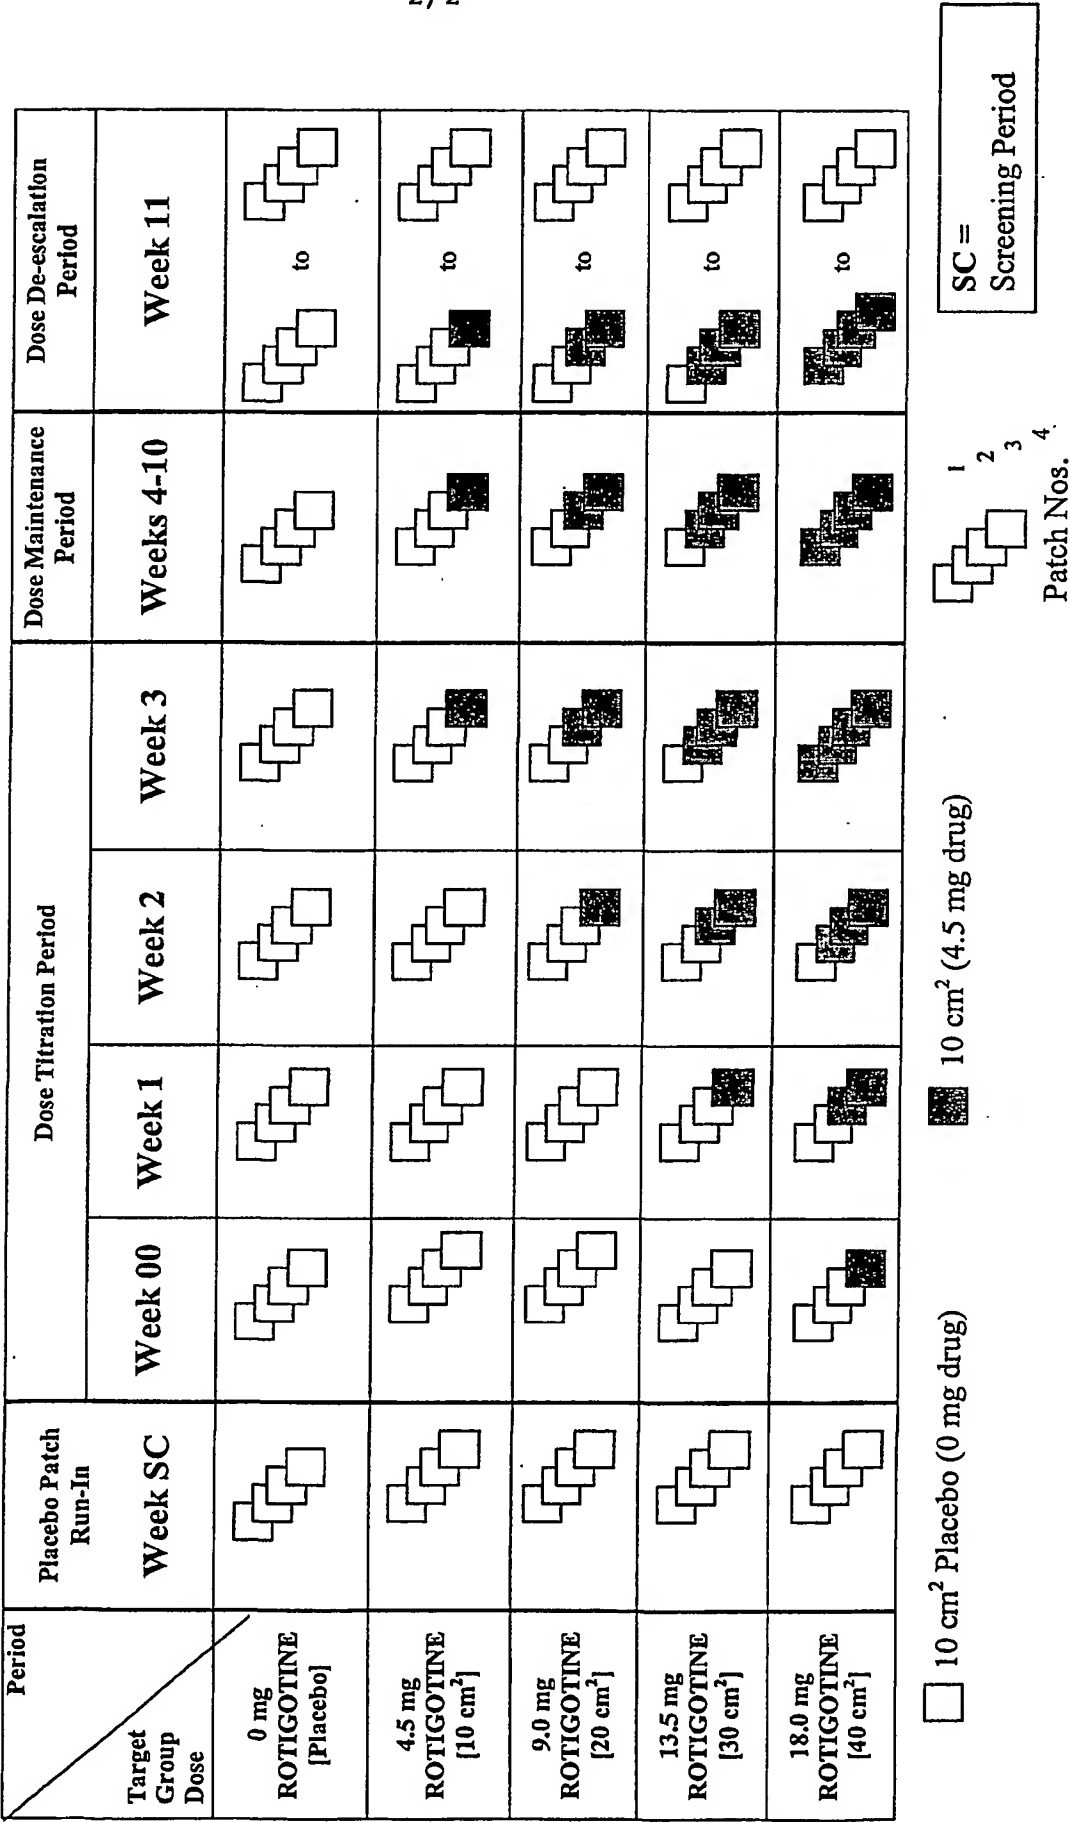 2/2
Period
Target
Group
Dose
Placebo Patch
Run-In
Dose Titration Period
Dose Maintenance
Period
Dose De-escalation
Period
Week SC
Week 00
Week 1
Week 2
Week 3
Weeks 4-10
Week 11
0 mg
ROTIGOTINE
[Placebo]
to
4.5 mg
ROTIGOTINE
[10 cm²]
to
9.0 mg
ROTIGOTINE
[20 cm²]
to
13.5 mg
ROTIGOTINE
[30 cm²]
to
18.0 mg
ROTIGOTINE
[40 cm²]
to
10 cm² Placebo (0 mg drug)
10 cm² (4.5 mg drug)
1
2
3
4
Patch Nos.
SC =
Screening Period